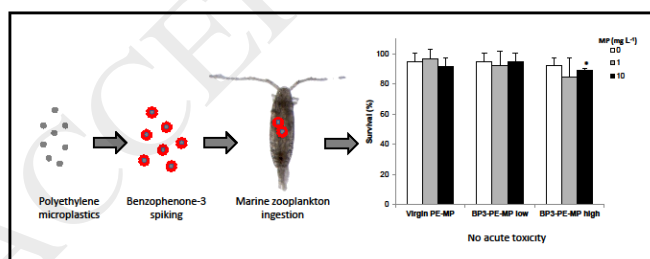 ACCE
MP (mg L-1)
0
1
10
100
80
60
40
20
0
Survival (%)
*
Virgin PE-MP
BP3-PE-MP low
BP3-PE-MP high
Polyethylene
microplastics
Benzophenone-3
spiking
Marine zooplankton
ingestion
No acute toxicity